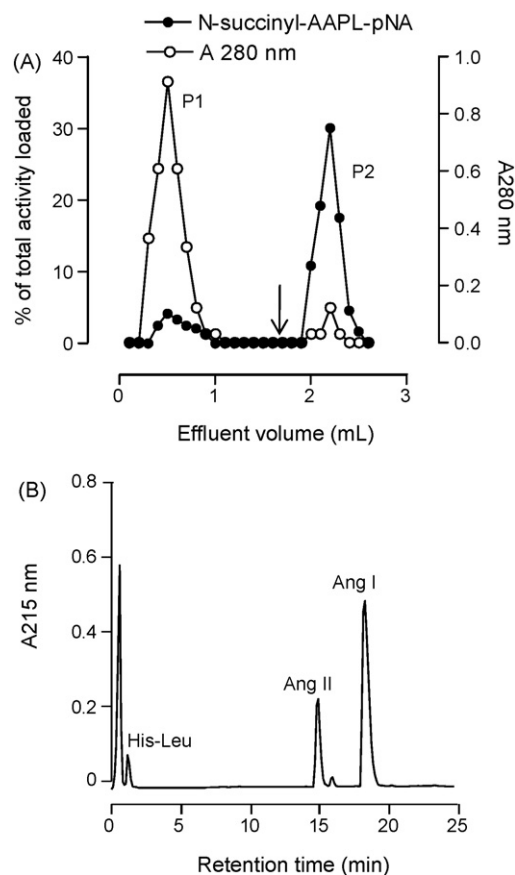 N-succinyl-AAPL-pNA
A 280 nm
(A)
% of total activity loaded
40
30
20
10
0
P1
P2
1.0
0.8
0.6
0.4
0.2
0.0
A280 nm
0 1 2 3
Effluent volume (mL)
(B)
A215 nm
0.8
0.6
0.4
0.2
0
His-Leu
Ang II
Ang I
0 5 10 15 20 25
Retention time (min)